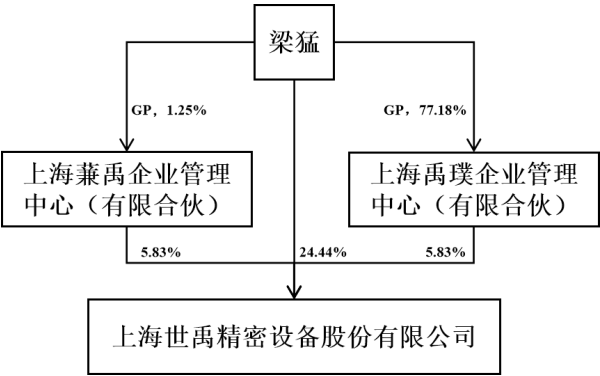 梁猛
GP，1.25%
GP，77.18%
上海蒹禹企业管理
中心（有限合伙）
上海禹璞企业管理
中心（有限合伙）
5.83%
24.44%
5.83%
上海世禹精密设备股份有限公司